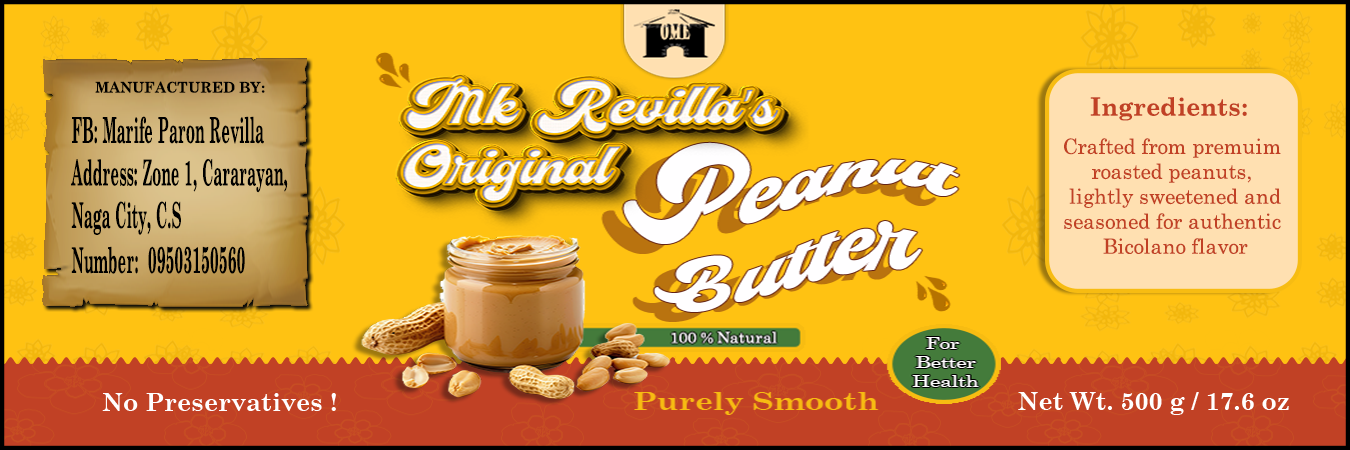 OME
MANUFACTURED BY:
FB: Marife Paron Revilla
Address: Zone 1, Cararayan,
Naga City, C.S
Number: 09503150560
Mk Revilla's
Original
Peanut
Butter
100 % Natural
For
Better
Health
Ingredients:
Crafted from premuim
roasted peanuts,
lightly sweetened and
seasoned for authentic
Bicolano flavor
No Preservatives !
Purely Smooth
Net Wt. 500 g / 17.6 oz